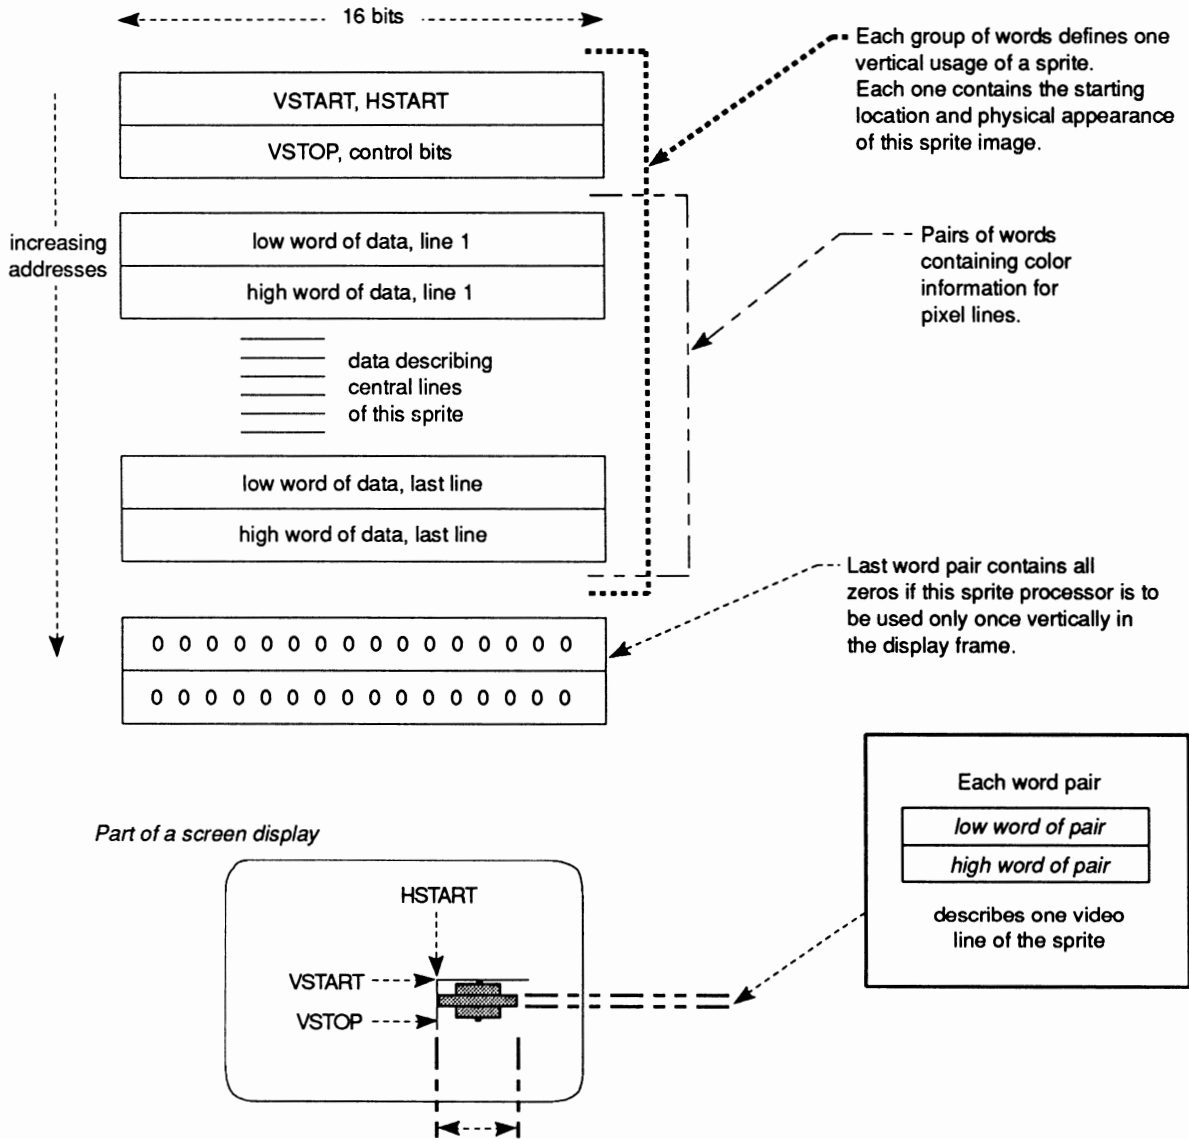 16 bits
VSTART, HSTART
VSTOP, control bits
Each group of words defines one
vertical usage of a sprite.
Each one contains the starting
location and physical appearance
of this sprite image.
increasing
addresses
low word of data, line 1
high word of data, line 1
Pairs of words
containing color
information for
pixel lines.
data describing
central lines
of this sprite
low word of data, last line
high word of data, last line
Last word pair contains all
zeros if this sprite processor is to
be used only once vertically in
the display frame.
0 0 0 0 0 0 0 0 0 0 0 0 0 0 0 0
0 0 0 0 0 0 0 0 0 0 0 0 0 0 0 0
Each word pair
low word of pair
high word of pair
describes one video
line of the sprite
Part of a screen display
HSTART
VSTART
VSTOP